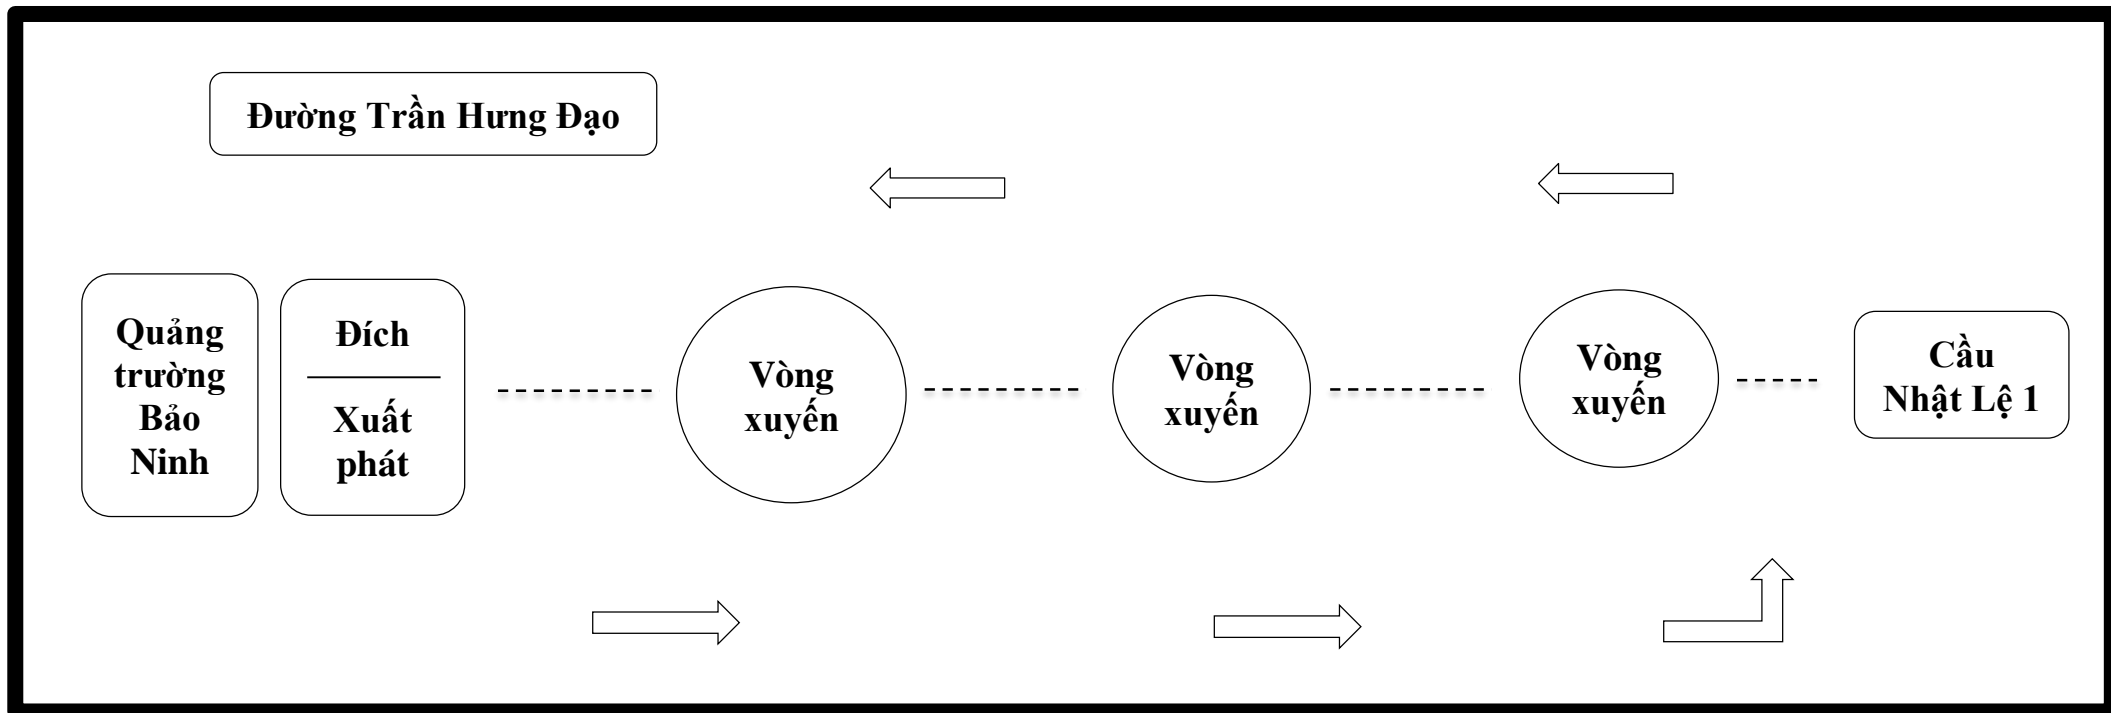 Đường Trần Hưng Đạo
Quảng
trường
Bảo
Ninh
Đích
Xuất
phát
Vòng
xuyến
Vòng
xuyến
Vòng
xuyến
Cầu
Nhật Lệ 1